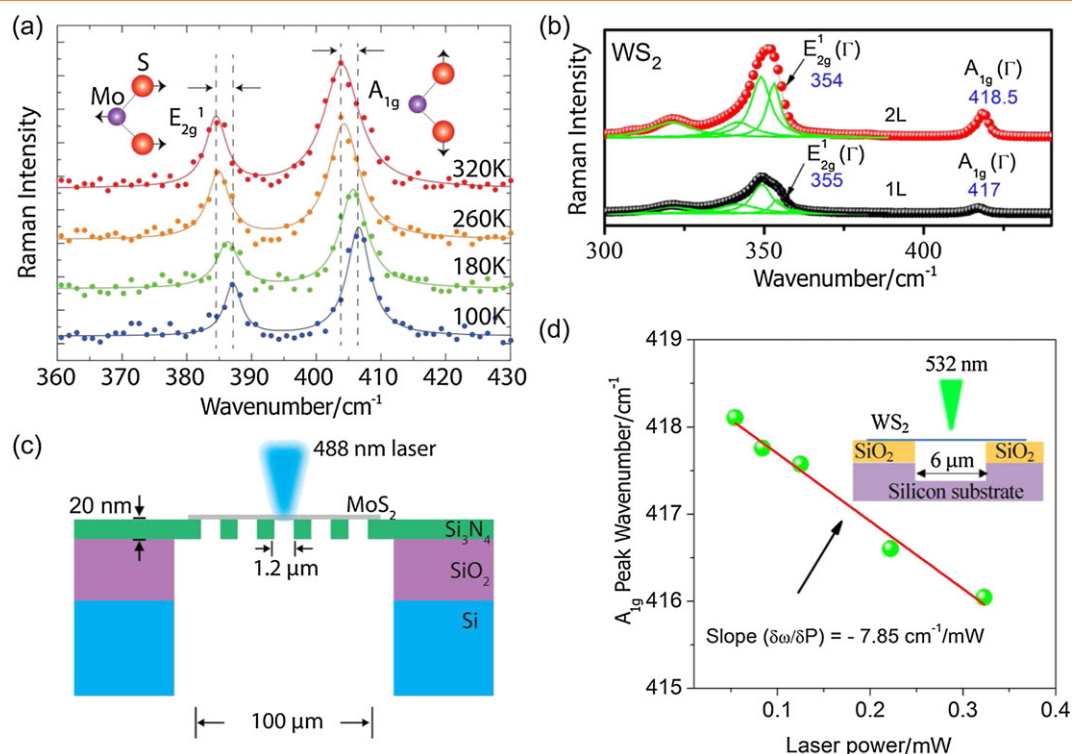 (a)
S
Mo
E2g1
A1g
320K
260K
180K
100K
Raman Intensity
360 370 380 390 400 410 420 430
Wavenumber/cm-1
(b)
WS2
E12g(Γ)
354
A1g(Γ)
418.5
2L
E12g(Γ)
355
A1g(Γ)
417
1L
Raman Intensity
300 350 400
Wavenumber/cm-1
(c)
488 nm laser
20 nm
MoS2
Si3N4
1.2 μm
SiO2
Si
100 μm
(d)
419
418
417
416
415
A1g Peak Wavenumber/cm-1
532 nm
WS2
SiO2
SiO2
6 μm
Silicon substrate
Slope (δω/δP) = - 7.85 cm-1/mW
0.1 0.2 0.3 0.4
Laser power/mW